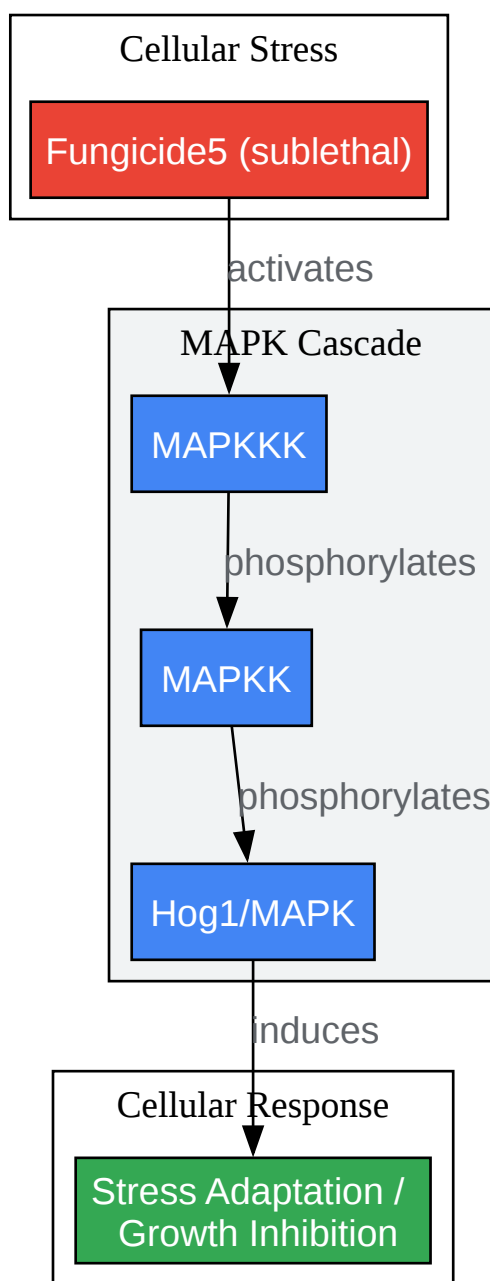 Cellular Stress
Fungicide5 (sublethal)
activates
MAPK Cascade
MAPKKK
phosphorylates
MAPKK
phosphorylates
Hog1/MAPK
induces
Cellular Response
Stress Adaptation /
Growth Inhibition